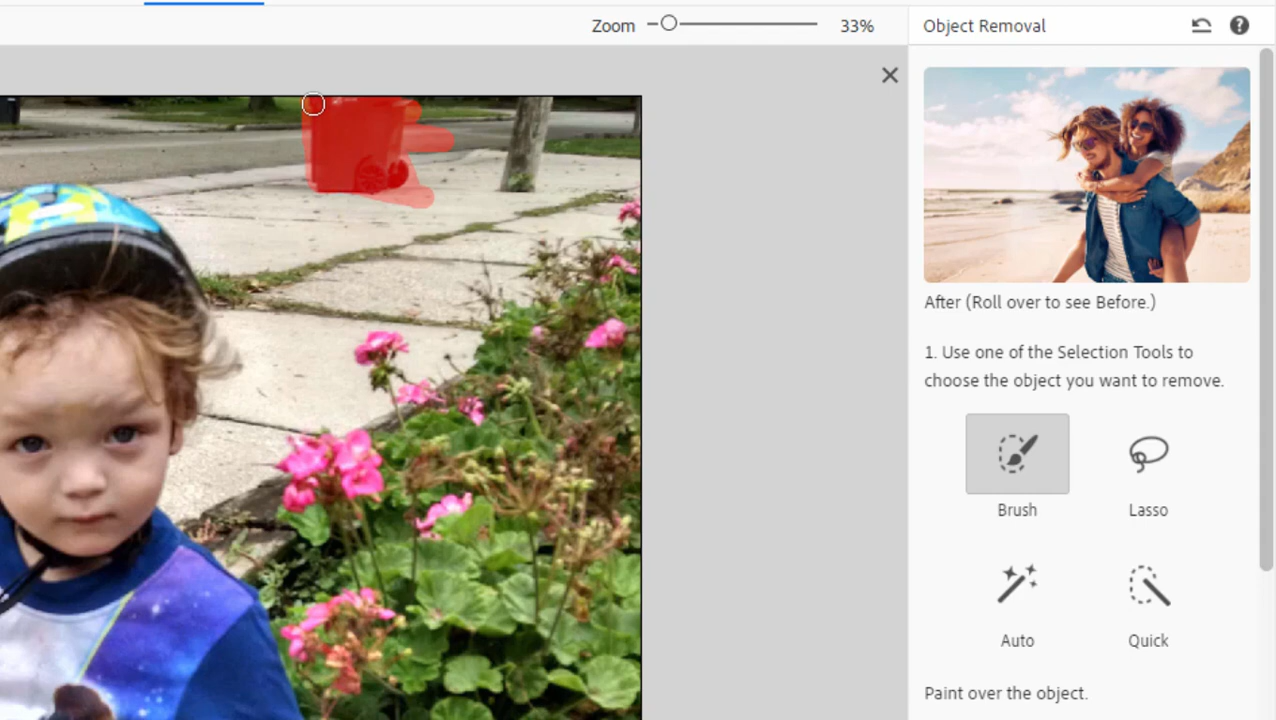 Zoom
33%
Object Removal
After (Roll over to see Before.)
1. Use one of the Selection Tools to
choose the object you want to remove.
Brush
Lasso
Auto
Quick
Paint over the object.